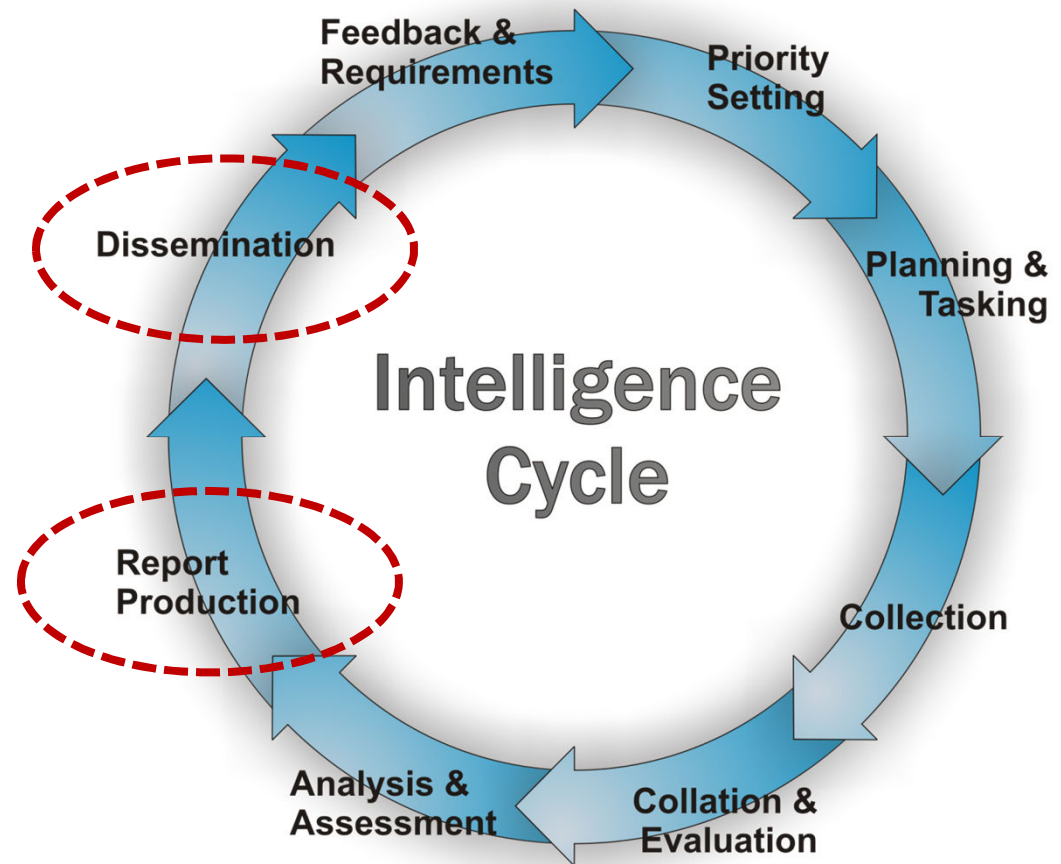 Feedback &
Requirements
Priority
Setting
Dissemination
Planning &
Tasking
Intelligence
Cycle
Report
Production
Collection
Analysis &
Assessment
Collation &
Evaluation